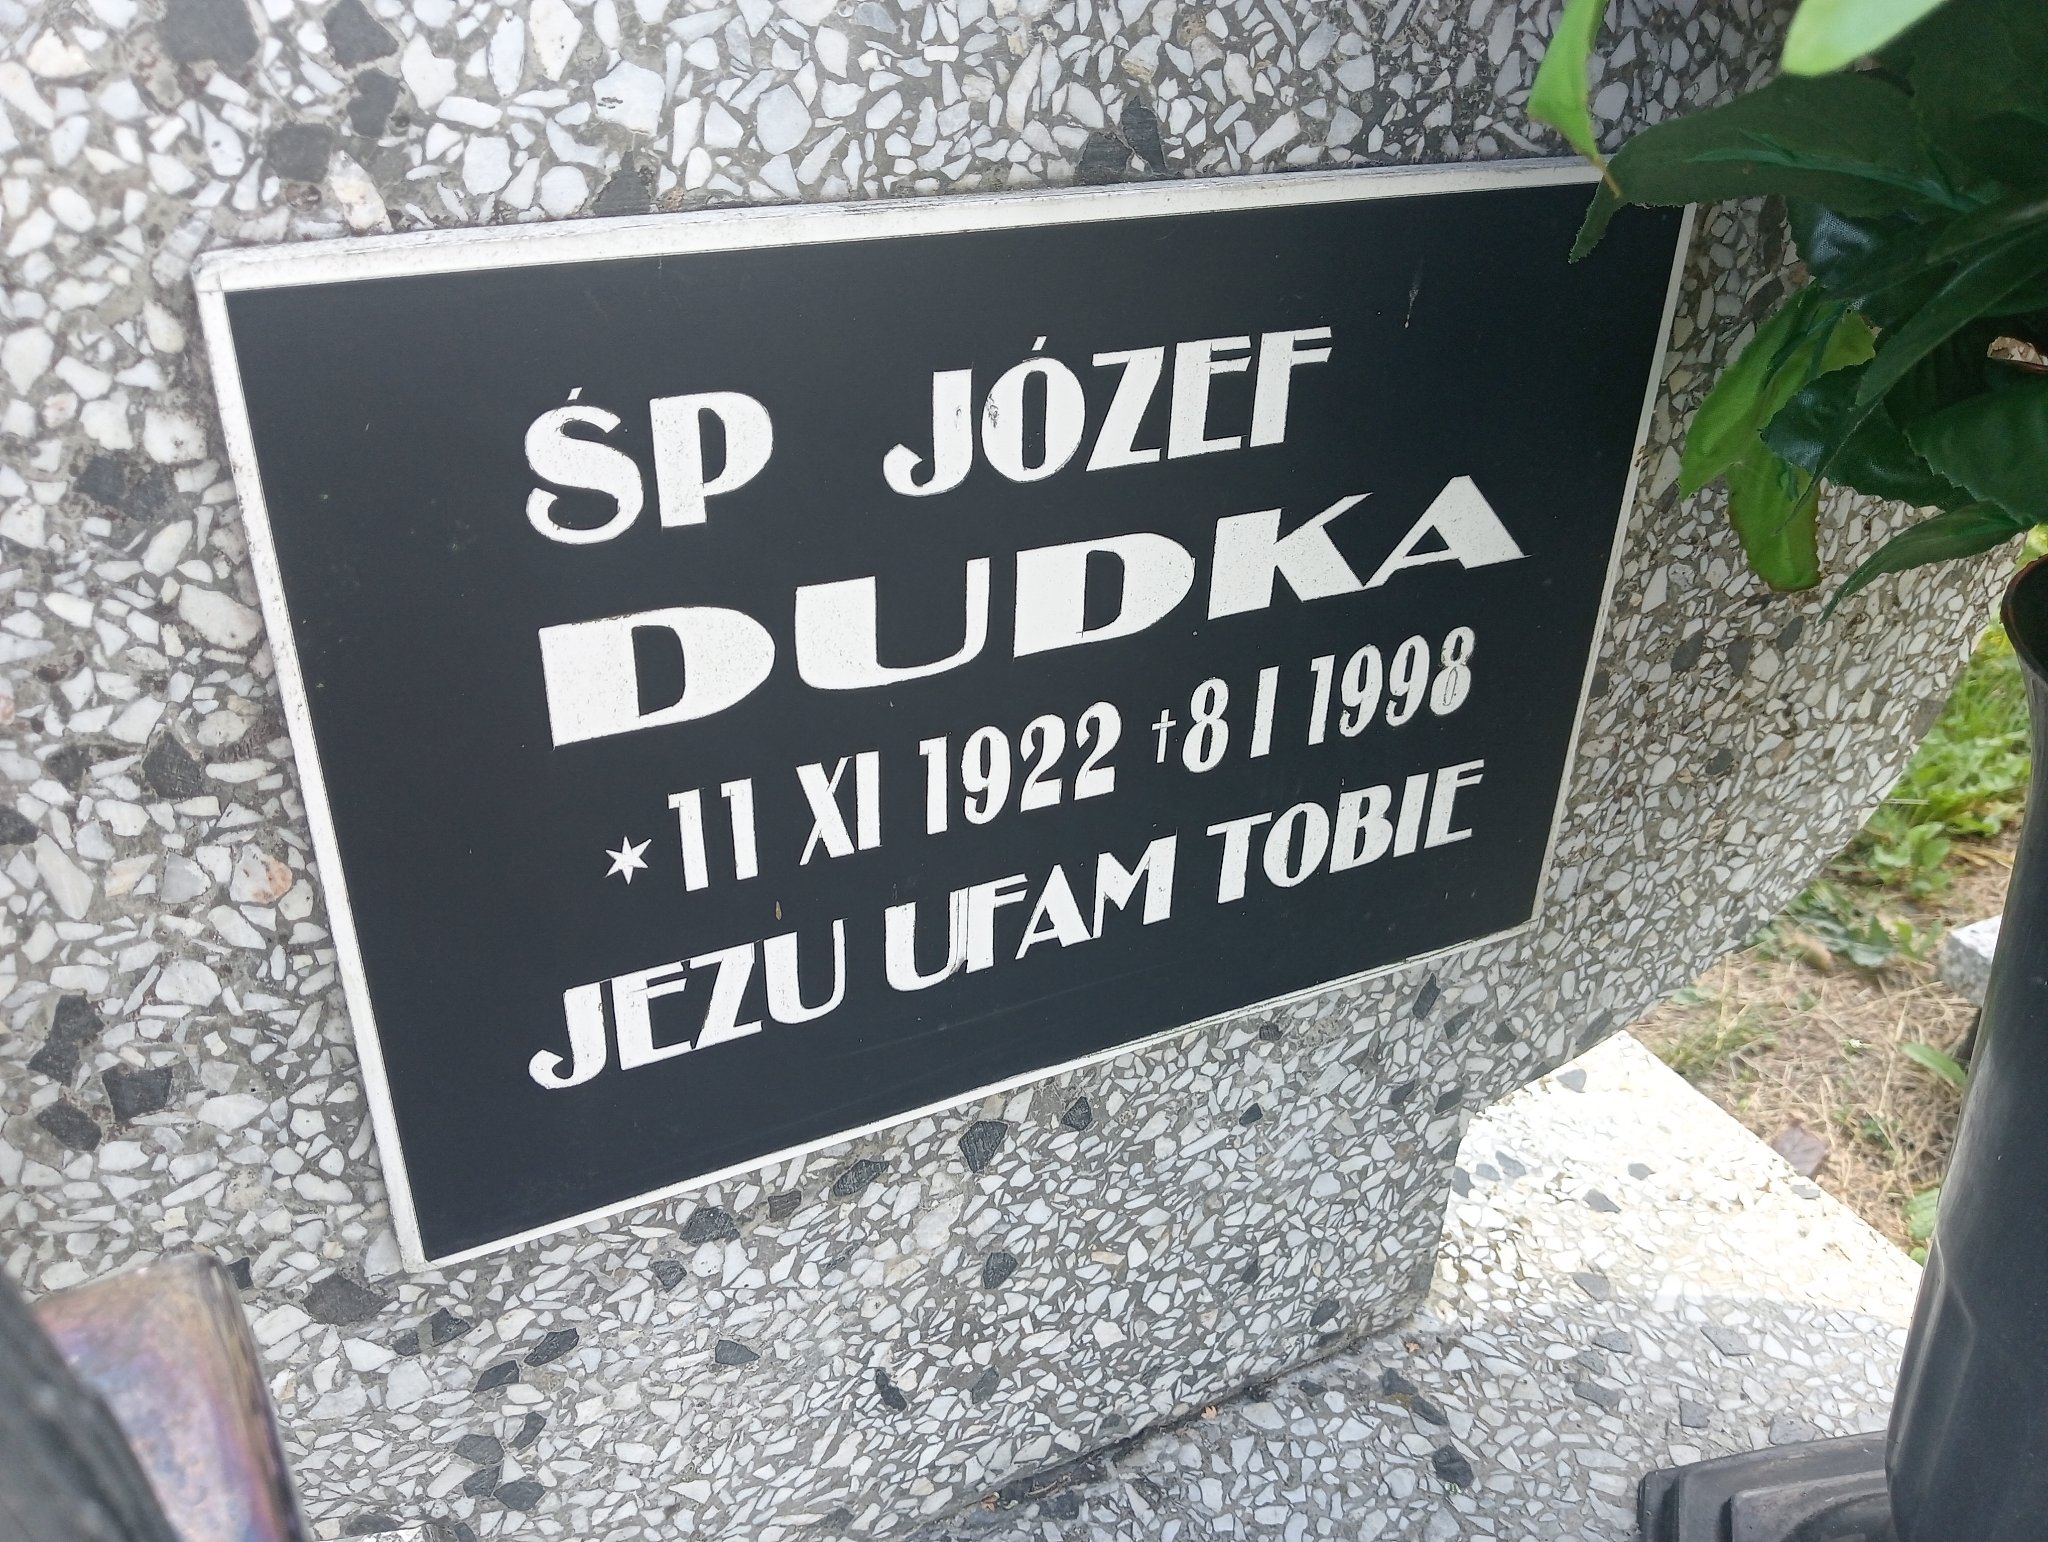 ŚP JÓZEF
DUDKA
*11 XI 1922 †8 I 1998
JEZU UFAM TOBIE